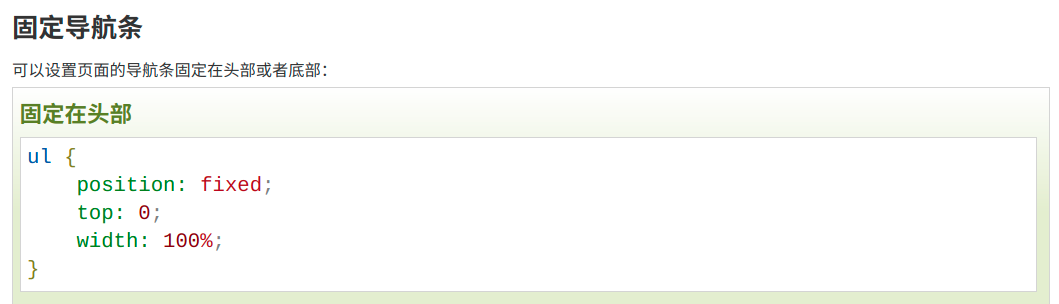 固定导航条
可以设置页面的导航条固定在头部或者底部：
固定在头部
ul {
    position: fixed;
    top: 0;
    width: 100%;
}